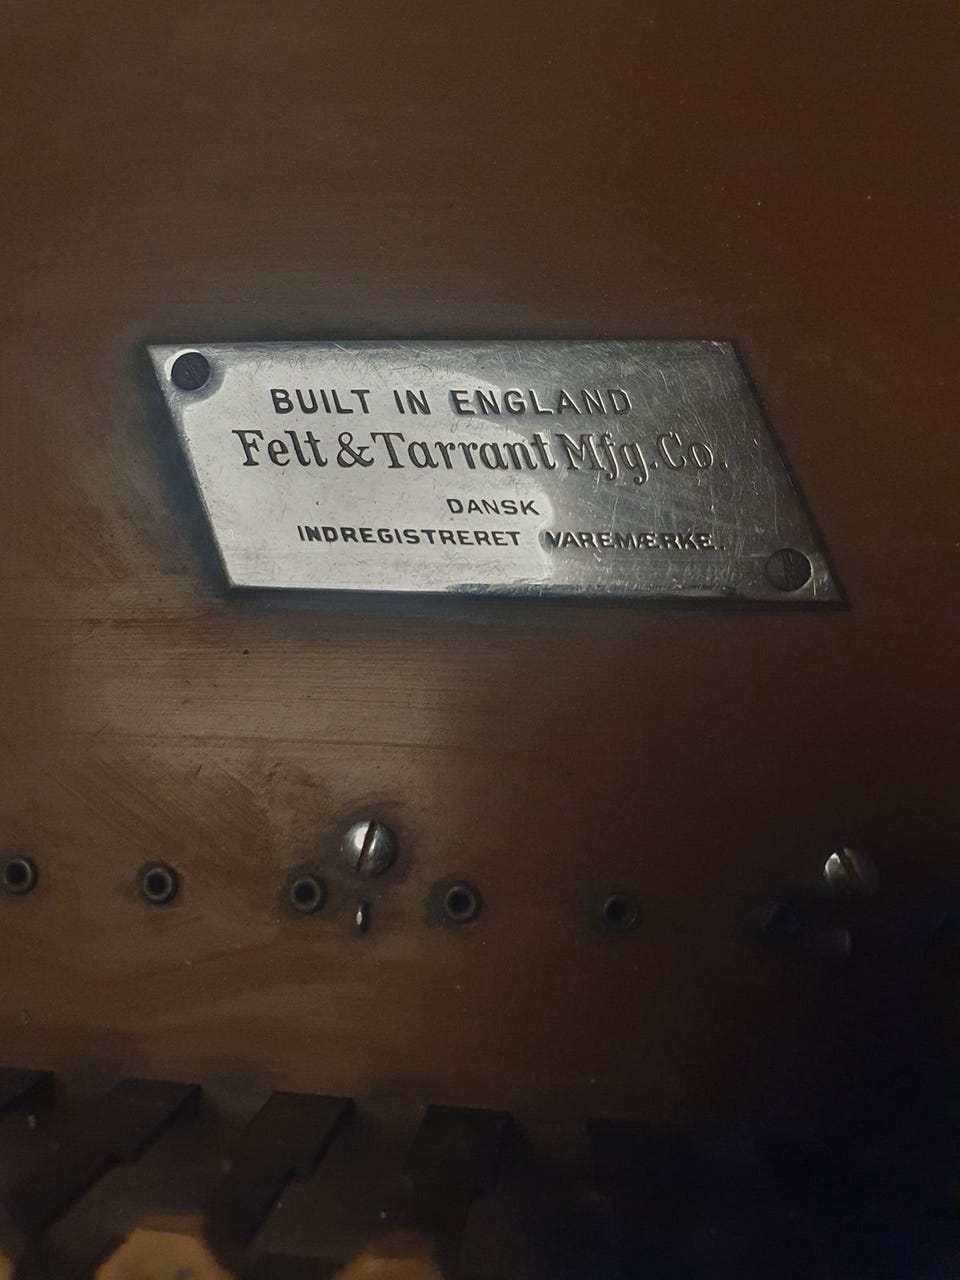 BUILT IN ENGLAND
Felt & Tarrant Mfg. Co.
DANSK
INDREGISTRERET VAREMÆRKE.